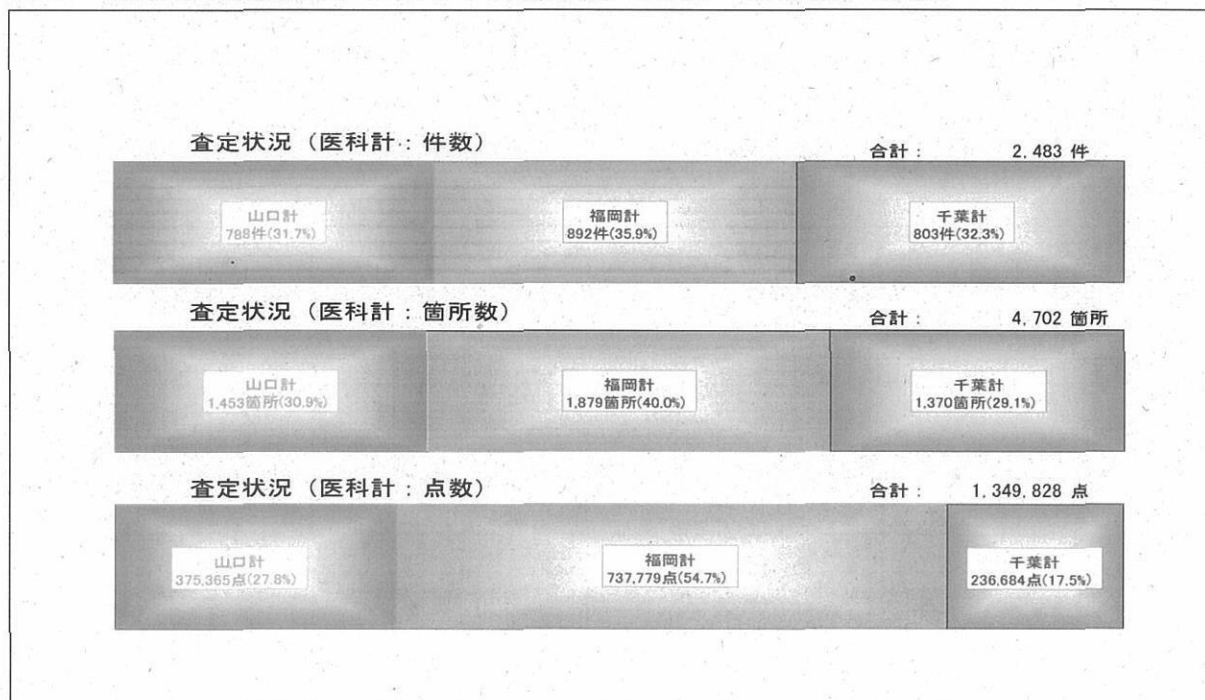 査定状況（医科計：件数）
合計： 2,483 件
山口計
788件(31.7%)
福岡計
892件(35.9%)
千葉計
803件(32.3%)
査定状況（医科計：箇所数）
合計： 4,702 箇所
山口計
1,453箇所(30.9%)
福岡計
1,879箇所(40.0%)
千葉計
1,370箇所(29.1%)
査定状況（医科計：点数）
合計： 1,349,828 点
山口計
375,365点(27.8%)
福岡計
737,779点(54.7%)
千葉計
236,684点(17.5%)